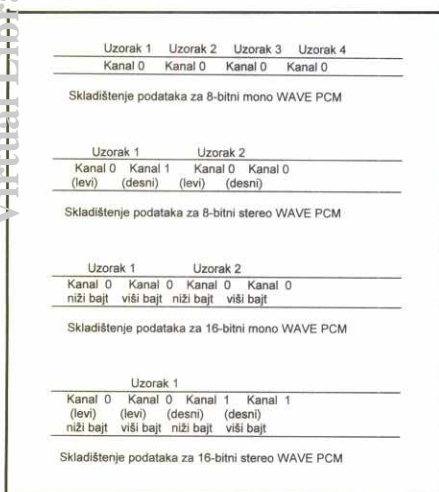 Virtual Libra
Uzorak 1 Uzorak 2 Uzorak 3 Uzorak 4
Kanal 0 Kanal 0 Kanal 0 Kanal 0
Skladištenje podataka za 8-bitni mono WAVE PCM
Uzorak 1 Uzorak 2
Kanal 0 Kanal 1 Kanal 0 Kanal 0
(levi) (desni) (levi) (desni)
Skladištenje podataka za 8-bitni stereo WAVE PCM
Uzorak 1 Uzorak 2
Kanal 0 Kanal 0 Kanal 0 Kanal 0
niži bajt viši bajt niži bajt viši bajt
Skladištenje podataka za 16-bitni mono WAVE PCM
Uzorak 1
Kanal 0 Kanal 0 Kanal 1 Kanal 1
(levi) (levi) (desni) (desni)
niži bajt viši bajt niži bajt viši bajt
Skladištenje podataka za 16-bitni stereo WAVE PCM